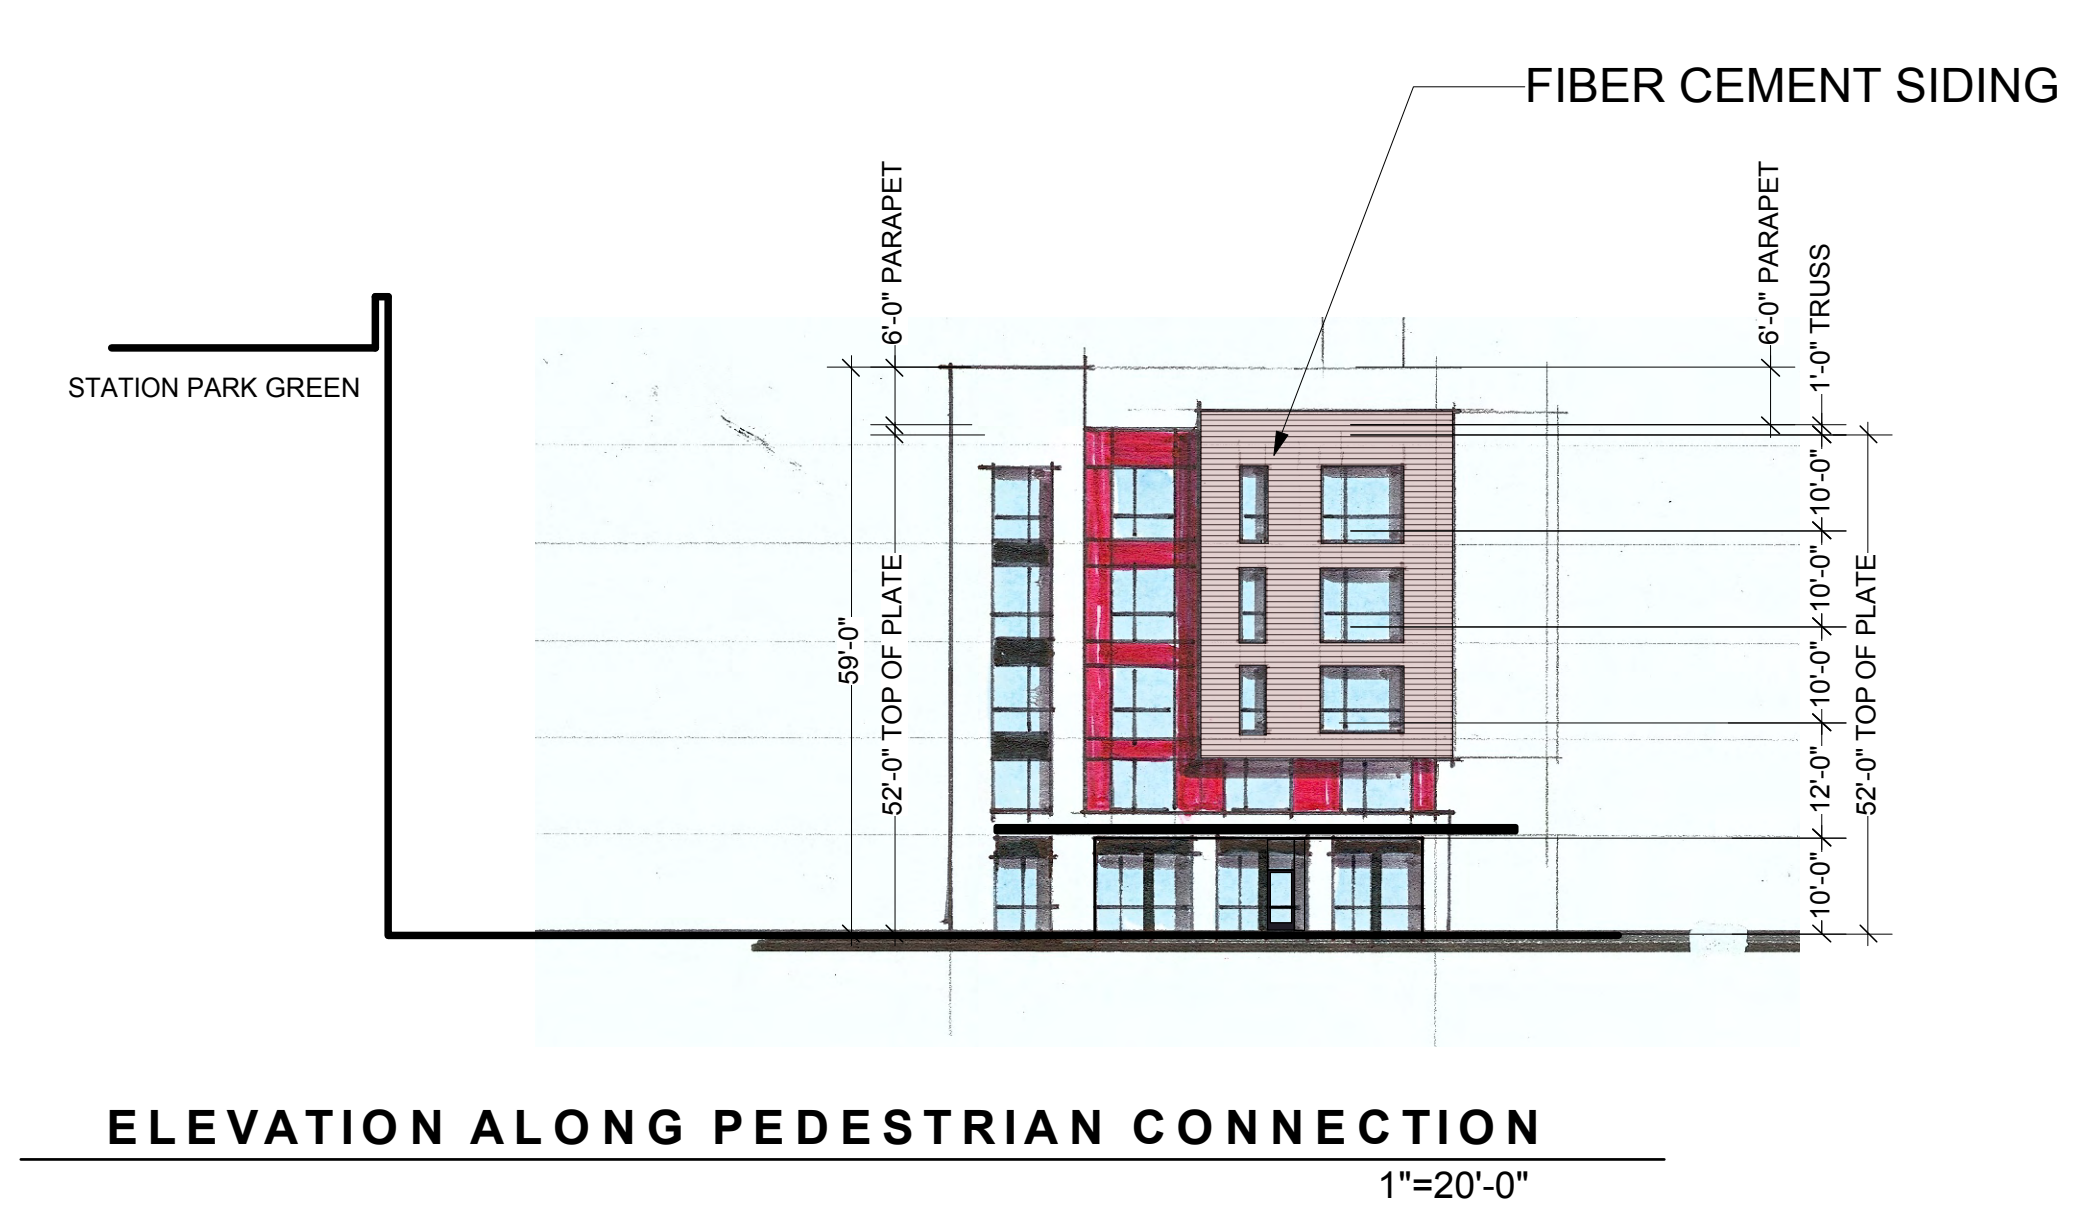 FIBER CEMENT SIDING
6'-0" PARAPET
6'-0" PARAPET
1'-0" TRUSS
STATION PARK GREEN
59'-0"
52'-0" TOP OF PLATE
10'-0"
10'-0"
10'-0"
12'-0"
10'-0"
52'-0" TOP OF PLATE
ELEVATION ALONG PEDESTRIAN CONNECTION
1"=20'-0"